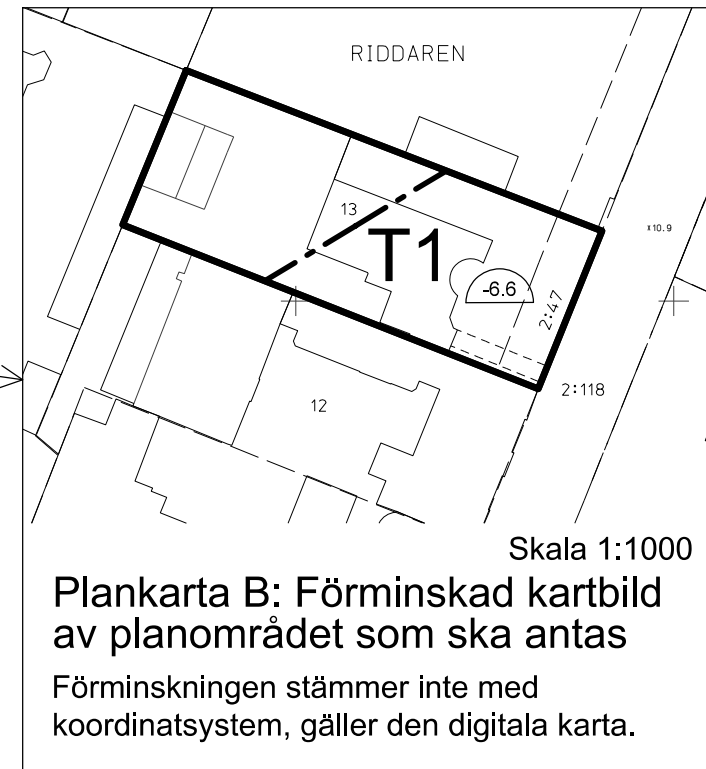 RIDDAREN
13
x10.9
T1
-6.6
2:47
2:118
12
Skala 1:1000
Plankarta B: Förminskad kartbild
av planområdet som ska antas
Förminskningen stämmer inte med
koordinatsystem, gäller den digitala karta.